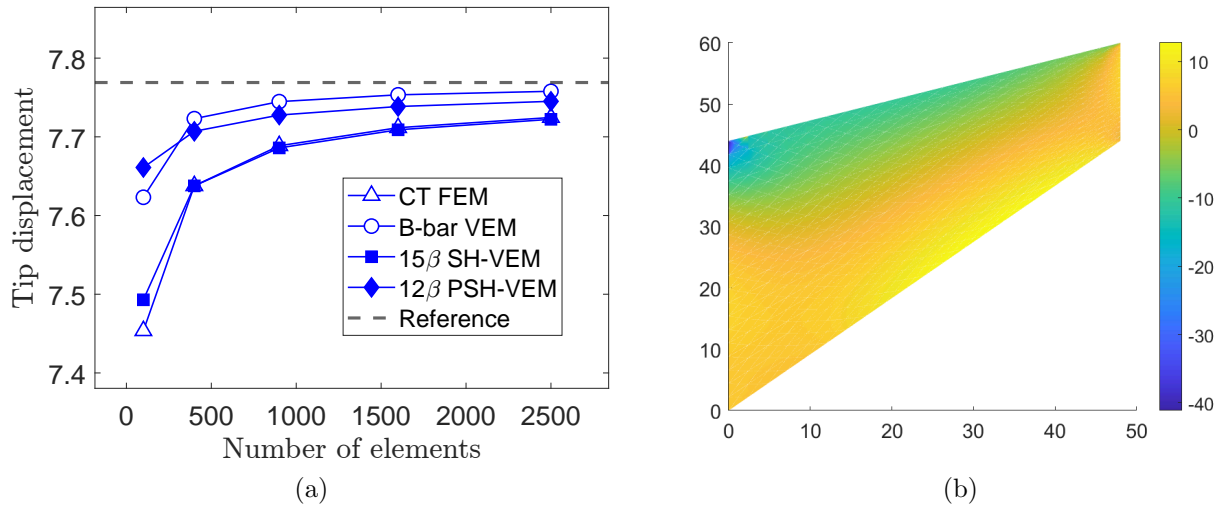 7.8
7.7
7.6
7.5
7.4
Tip displacement
0 500 1000 1500 2000 2500
Number of elements
CT FEM
B-bar VEM
15β SH-VEM
12β PSH-VEM
Reference
(a)
60
50
40
30
20
10
0
0 10 20 30 40 50
10
0
-10
-20
-30
-40
(b)